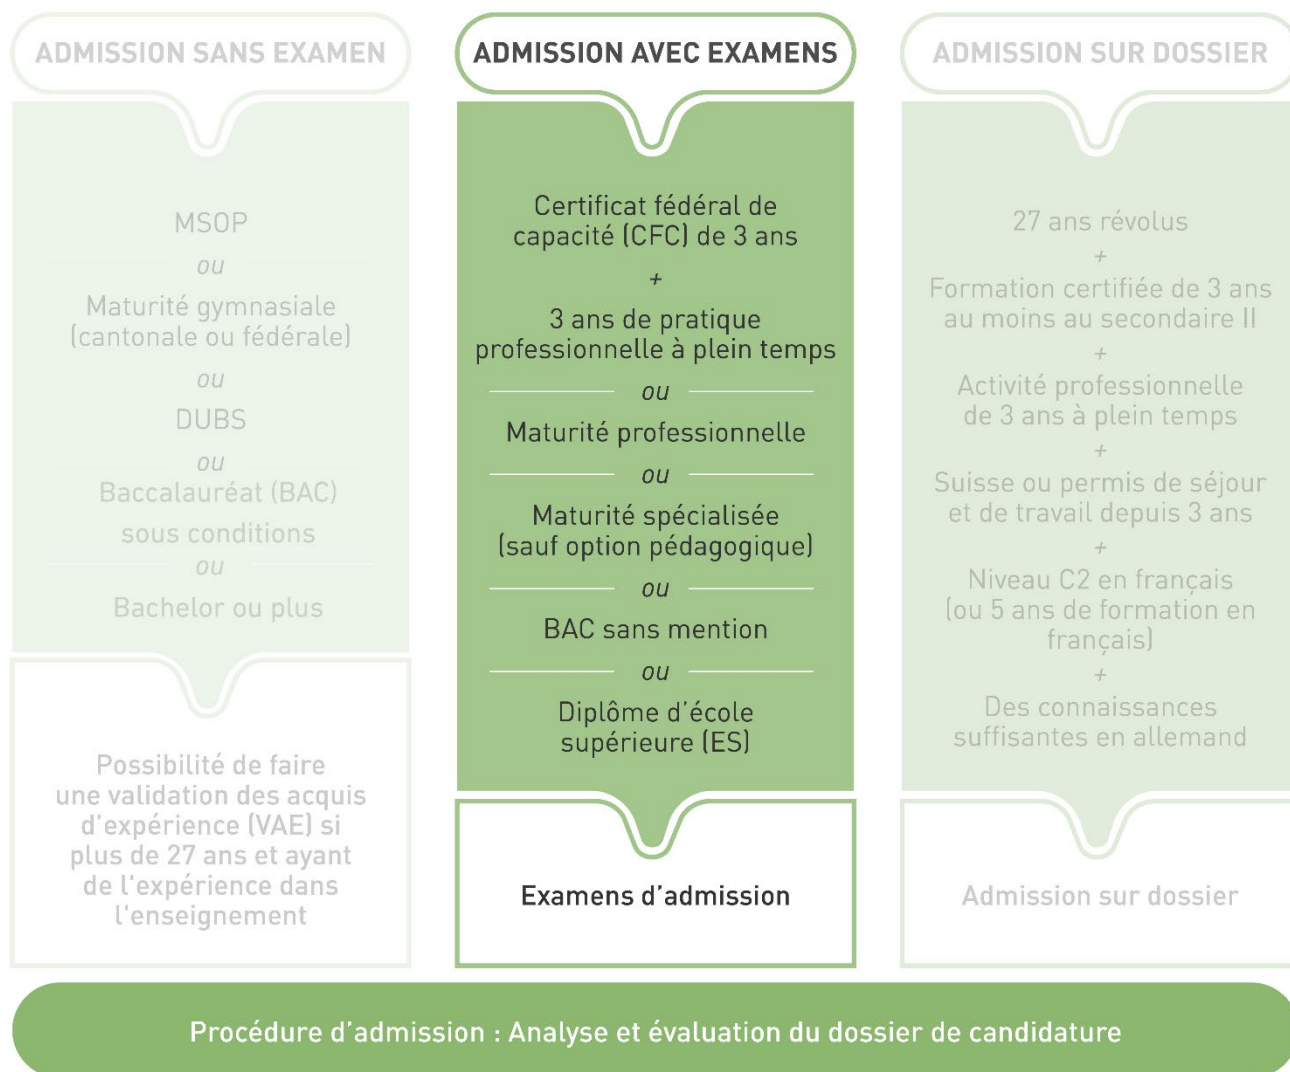 ADMISSION SANS EXAMEN
MSOP
ou
Maturité gymnasiale
(cantonale ou fédérale)
ou
DUBS
ou
Baccalauréat (BAC)
sous conditions
ou
Bachelor ou plus
Possibilité de faire
une validation des acquis
d'expérience (VAE) si
plus de 27 ans et ayant
de l'expérience dans
l'enseignement
ADMISSION AVEC EXAMENS
Certificat fédéral de
capacité (CFC) de 3 ans
+
3 ans de pratique
professionnelle à plein temps
ou
Maturité professionnelle
ou
Maturité spécialisée
(sauf option pédagogique)
ou
BAC sans mention
ou
Diplôme d'école
supérieure (ES)
Examens d'admission
ADMISSION SUR DOSSIER
27 ans révolus
+
Formation certifiée de 3 ans
au moins au secondaire II
+
Activité professionnelle
de 3 ans à plein temps
+
Suisse ou permis de séjour
et de travail depuis 3 ans
+
Niveau C2 en français
(ou 5 ans de formation en
français)
+
Des connaissances
suffisantes en allemand
Admission sur dossier
Procédure d'admission : Analyse et évaluation du dossier de candidature